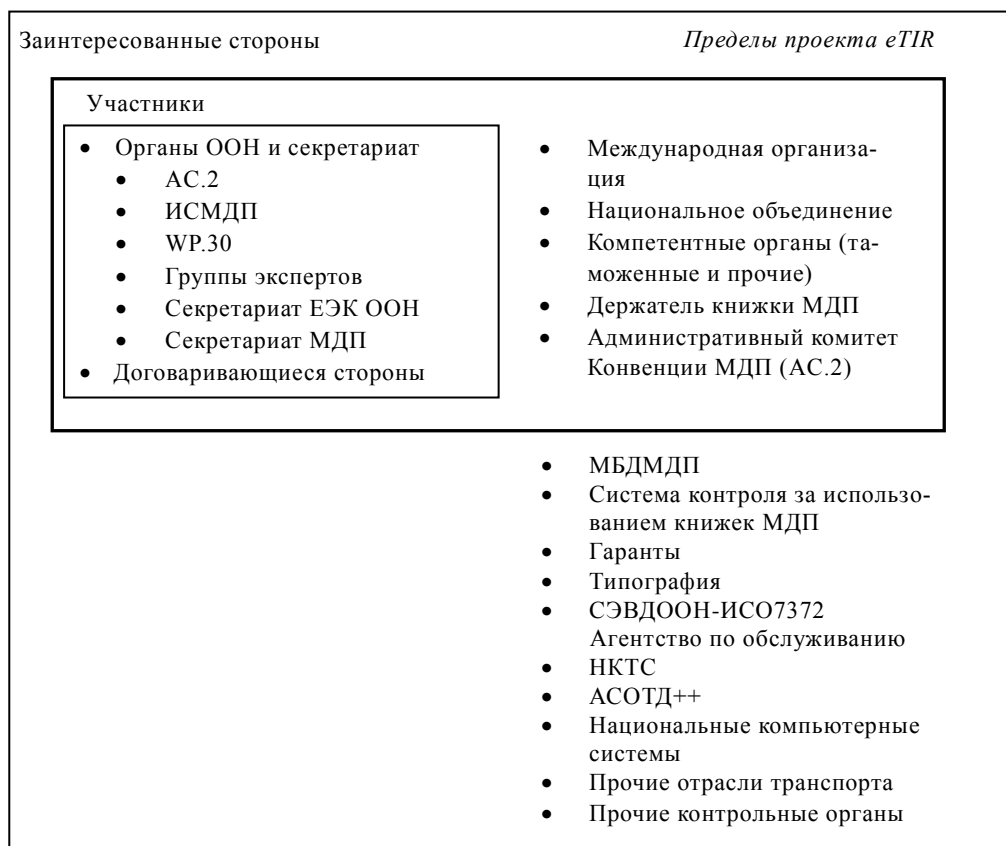 Заинтересованные стороны
Пределы проекта eTIR
Участники
• Органы ООН и секретариат
• АС.2
• ИСМДП
• WP.30
• Группы экспертов
• Секретариат ЕЭК ООН
• Секретариат МДП
• Договаривающиеся стороны
• Международная организа-
ция
• Национальное объединение
• Компетентные органы (та-
моженные и прочие)
• Держатель книжки МДП
• Административный комитет
Конвенции МДП (АС.2)
• МБДМДП
• Система контроля за использо-
ванием книжек МДП
• Гаранты
• Типография
• СЭВДООН-ИСО7372
Агентство по обслуживанию
• НКТС
• АСОТД++
• Национальные компьютерные
системы
• Прочие отрасли транспорта
• Прочие контрольные органы